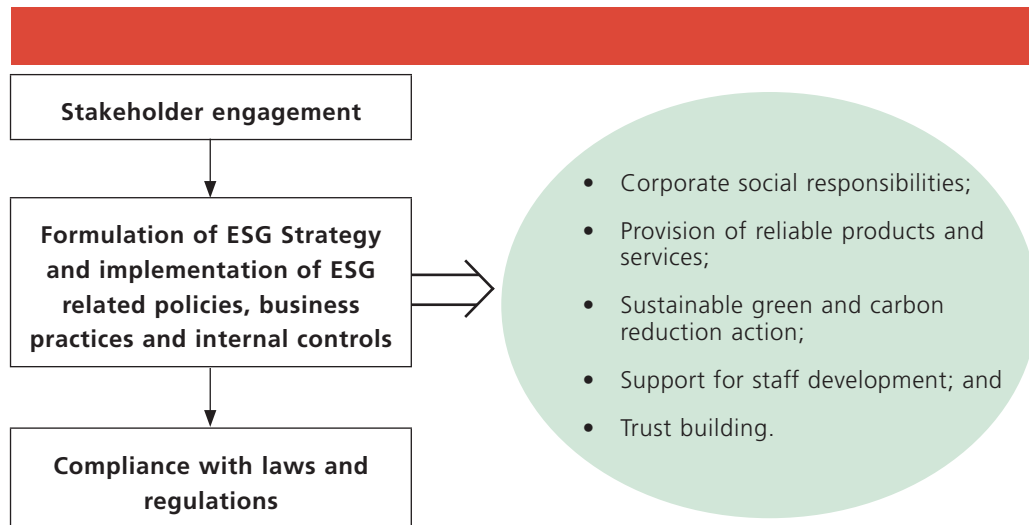 Stakeholder engagement
Formulation of ESG Strategy
and implementation of ESG
related policies, business
practices and internal controls
Compliance with laws and
regulations
• Corporate social responsibilities;
• Provision of reliable products and
services;
• Sustainable green and carbon
reduction action;
• Support for staff development; and
• Trust building.